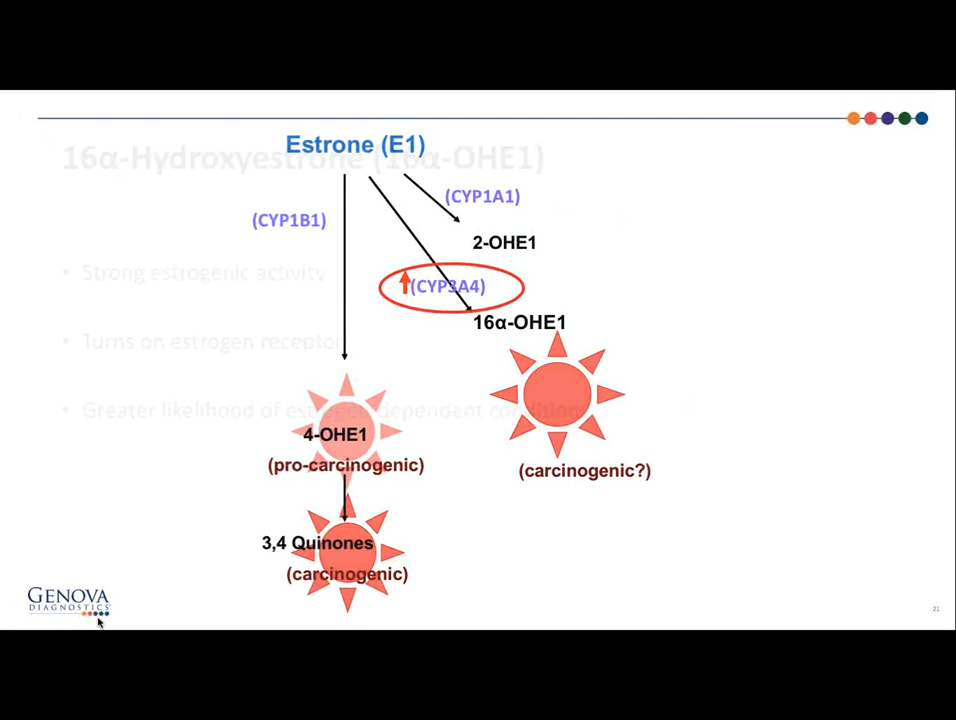 Estrone (E1)
16α-Hydroxyestrone (16α-OHE1)
(CYP1A1)
(CYP1B1)
2-OHE1
• Strong estrogenic activity
(CYP3A4)
16α-OHE1
• Turns on estrogen receptor
• Greater likelihood of estrogen dependent conditions
4-OHE1
(pro-carcinogenic)
(carcinogenic?)
3,4 Quinones
(carcinogenic)
GENOVA
DIAGNOSTICS
21